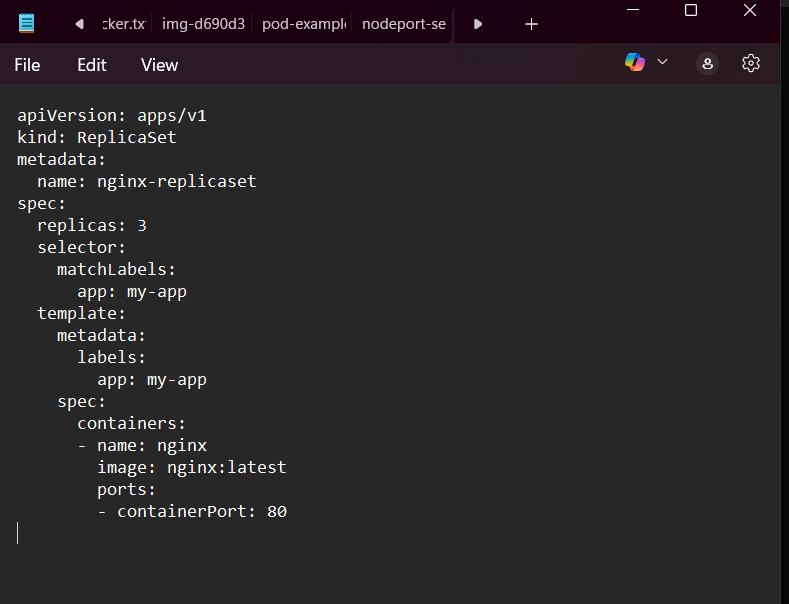 cker.tx img-d690d3 pod-example nodeport-se
File Edit View
apiVersion: apps/v1
kind: ReplicaSet
metadata:
  name: nginx-replicaset
spec:
  replicas: 3
  selector:
    matchLabels:
      app: my-app
  template:
    metadata:
      labels:
        app: my-app
    spec:
      containers:
      - name: nginx
        image: nginx:latest
        ports:
        - containerPort: 80